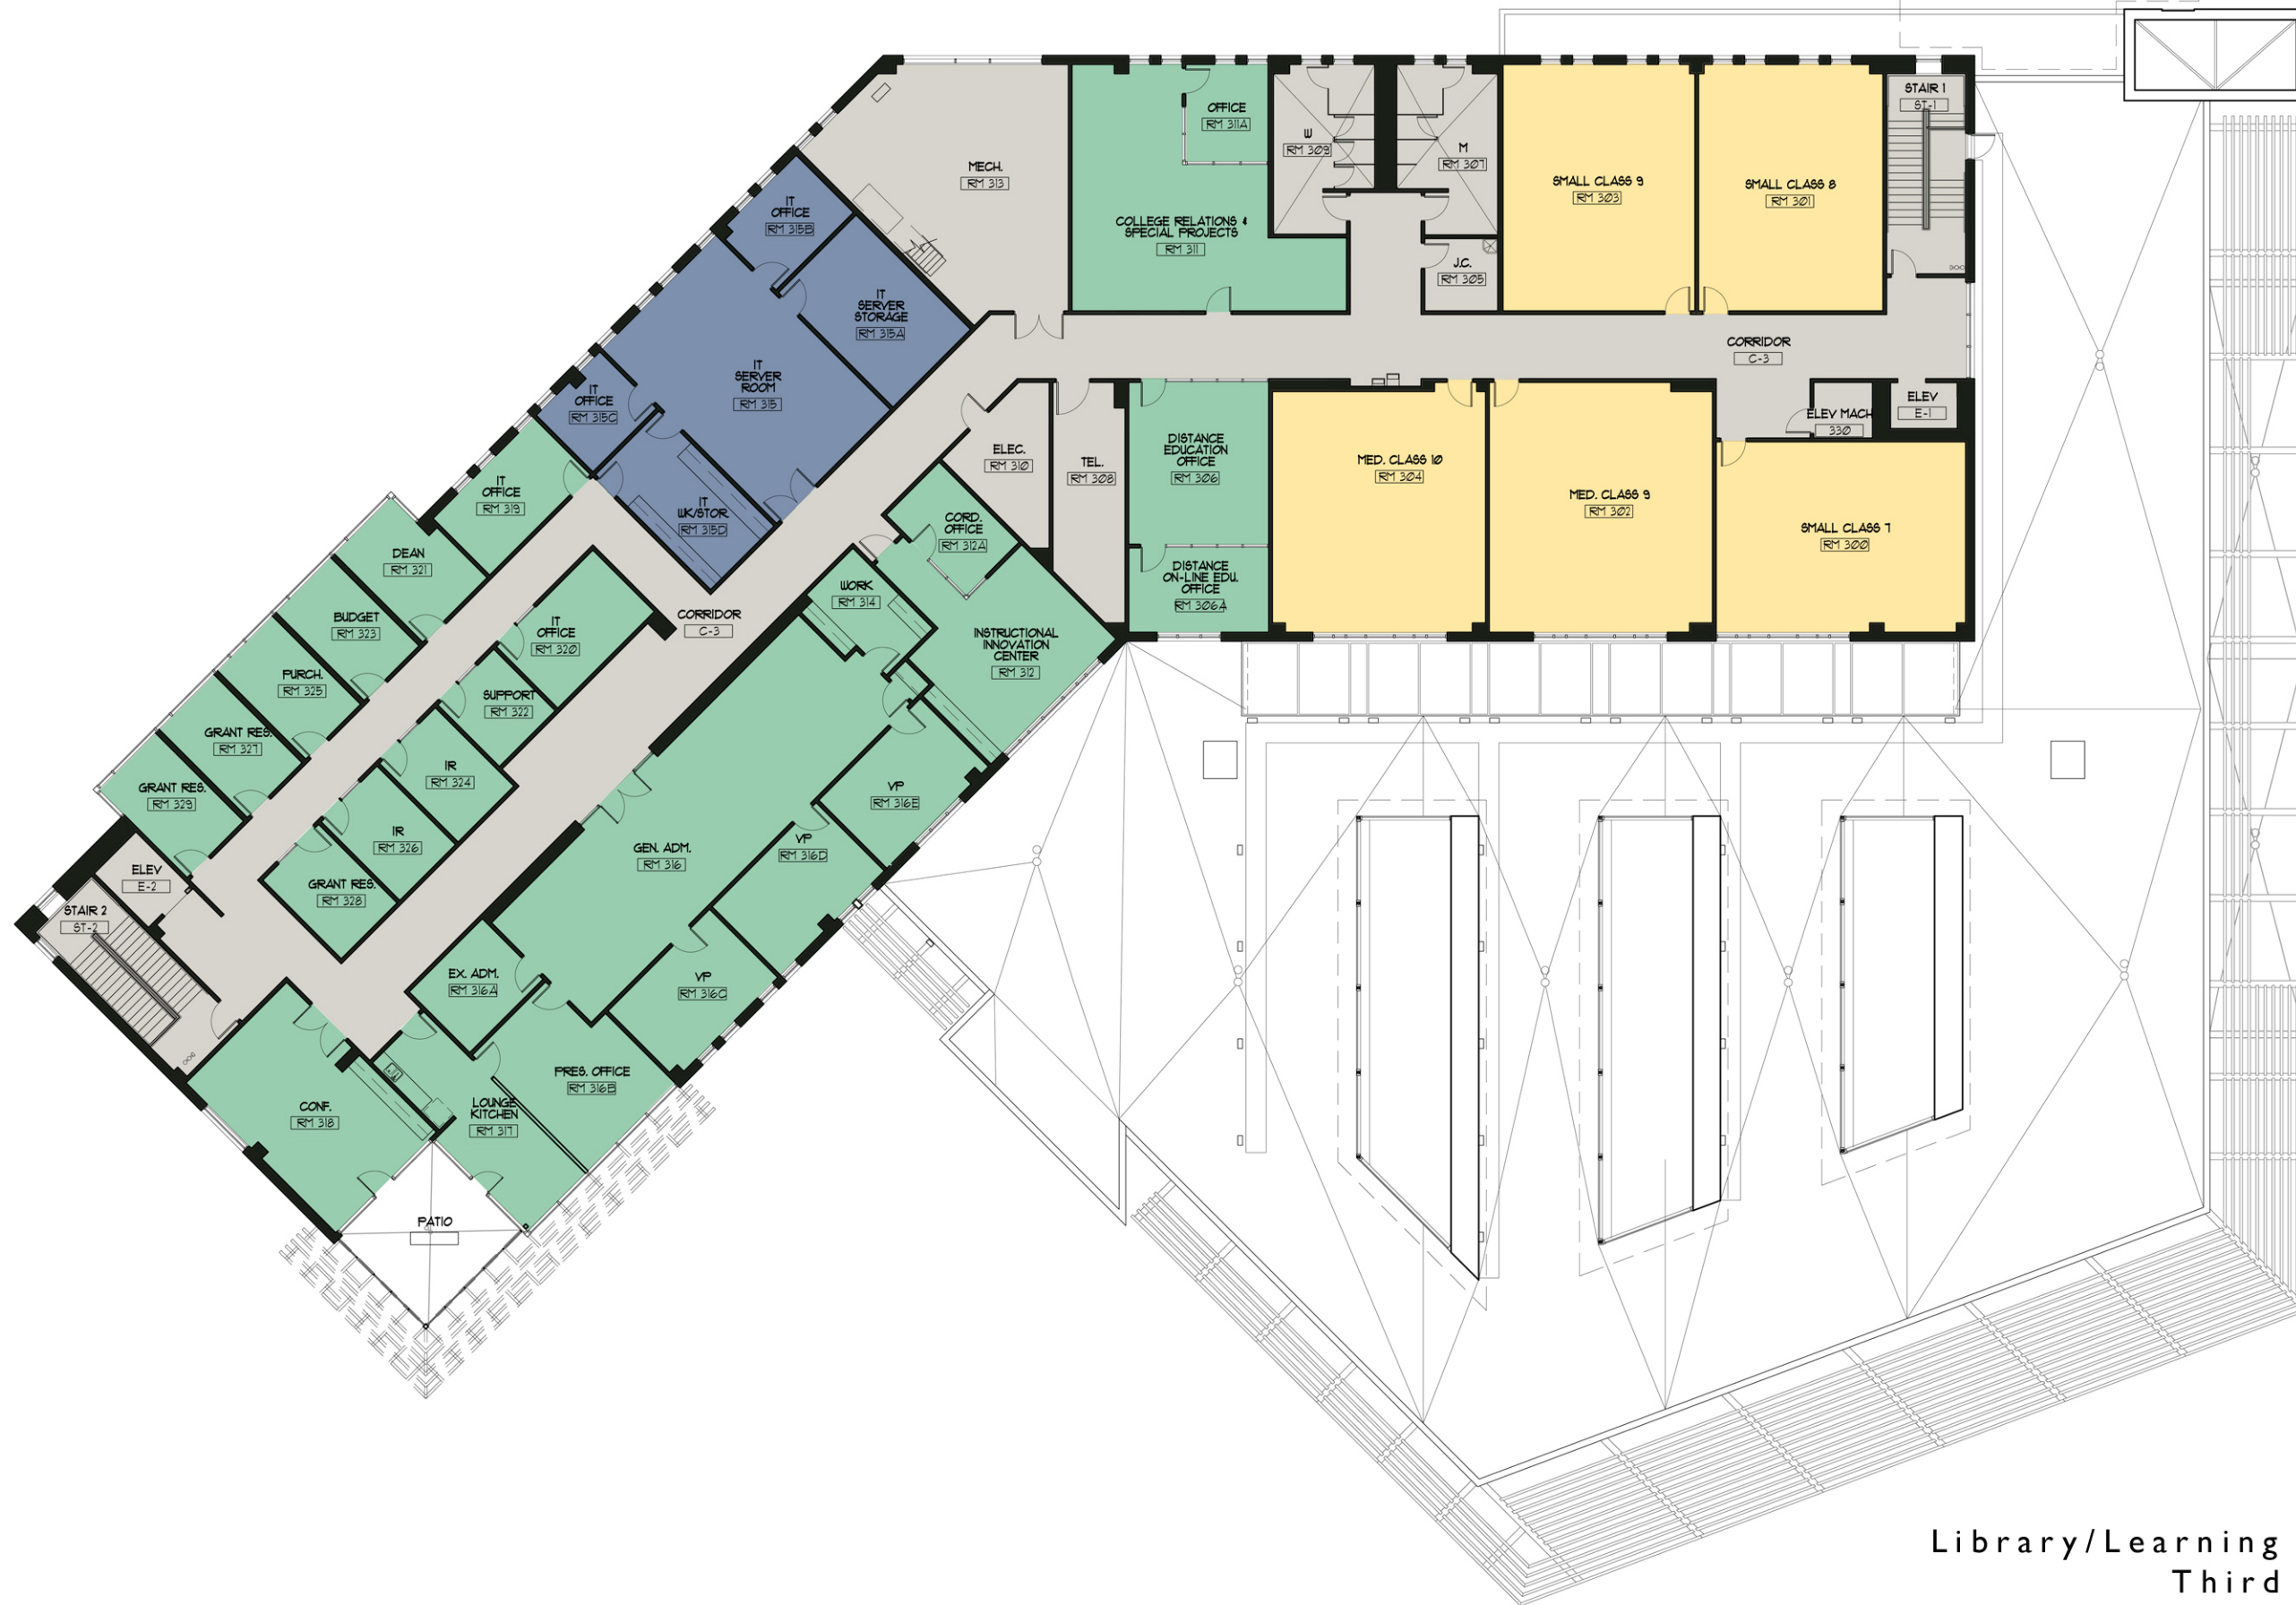 STAIR 1
ST-1
OFFICE
RM 311A
W
RM 309
M
RM 307
MECH.
RM 313
SMALL CLASS 9
RM 303
SMALL CLASS 8
RM 301
IT
OFFICE
RM 315B
COLLEGE RELATIONS &
SPECIAL PROJECTS
RM 311
J.C.
RM 305
IT
SERVER
STORAGE
RM 315A
CORRIDOR
C-3
IT
SERVER
ROOM
RM 315
IT
OFFICE
RM 315C
ELEV
E-1
ELEV MACH
330
ELEC.
RM 310
TEL.
RM 308
DISTANCE
EDUCATION
OFFICE
RM 306
MED. CLASS 10
RM 304
MED. CLASS 9
RM 302
SMALL CLASS 7
RM 300
IT
OFFICE
RM 319
IT
WK/STOR.
RM 315D
CORD.
OFFICE
RM 312A
DEAN
RM 321
DISTANCE
ON-LINE EDU.
OFFICE
RM 306A
WORK
RM 314
BUDGET
RM 323
CORRIDOR
C-3
IT
OFFICE
RM 320
INSTRUCTIONAL
INNOVATION
CENTER
RM 312
PURCH.
RM 325
SUPPORT
RM 322
GRANT RES.
RM 327
IR
RM 324
GRANT RES.
RM 329
VP
RM 316E
IR
RM 326
GEN. ADM.
RM 316
VP
RM 316D
ELEV
E-2
GRANT RES.
RM 328
STAIR 2
ST-2
EX. ADM.
RM 316A
VP
RM 316C
PRES. OFFICE
RM 316B
CONF.
RM 318
LOUNGE
KITCHEN
RM 317
PATIO
Library/Learning
Third